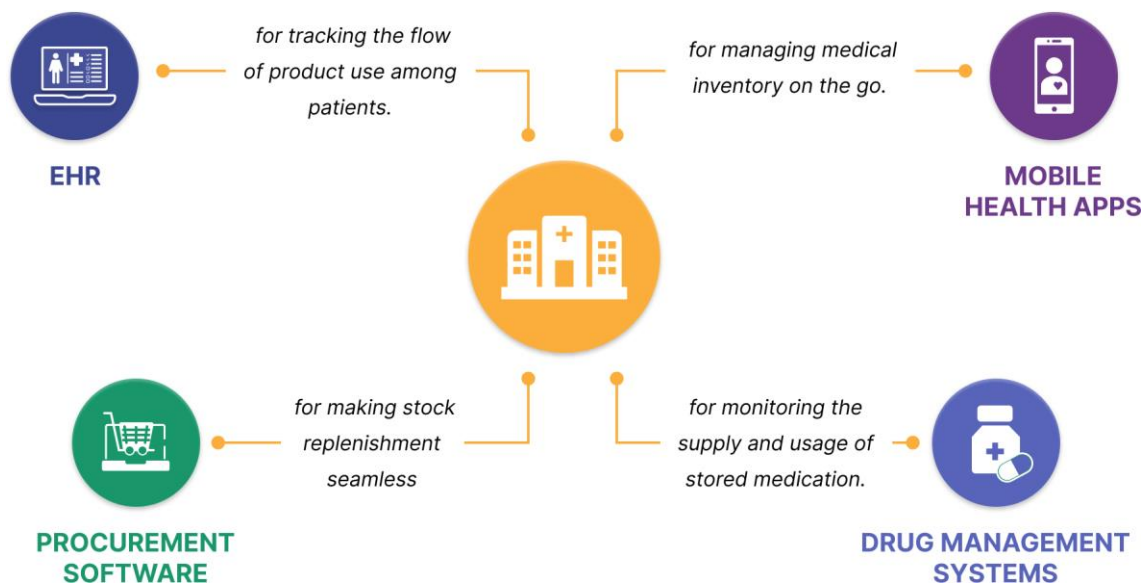 for tracking the flow
of product use among
patients.
EHR
for managing medical
inventory on the go.
MOBILE
HEALTH APPS
for making stock
replenishment
seamless
PROCUREMENT
SOFTWARE
for monitoring the
supply and usage of
stored medication.
DRUG MANAGEMENT
SYSTEMS